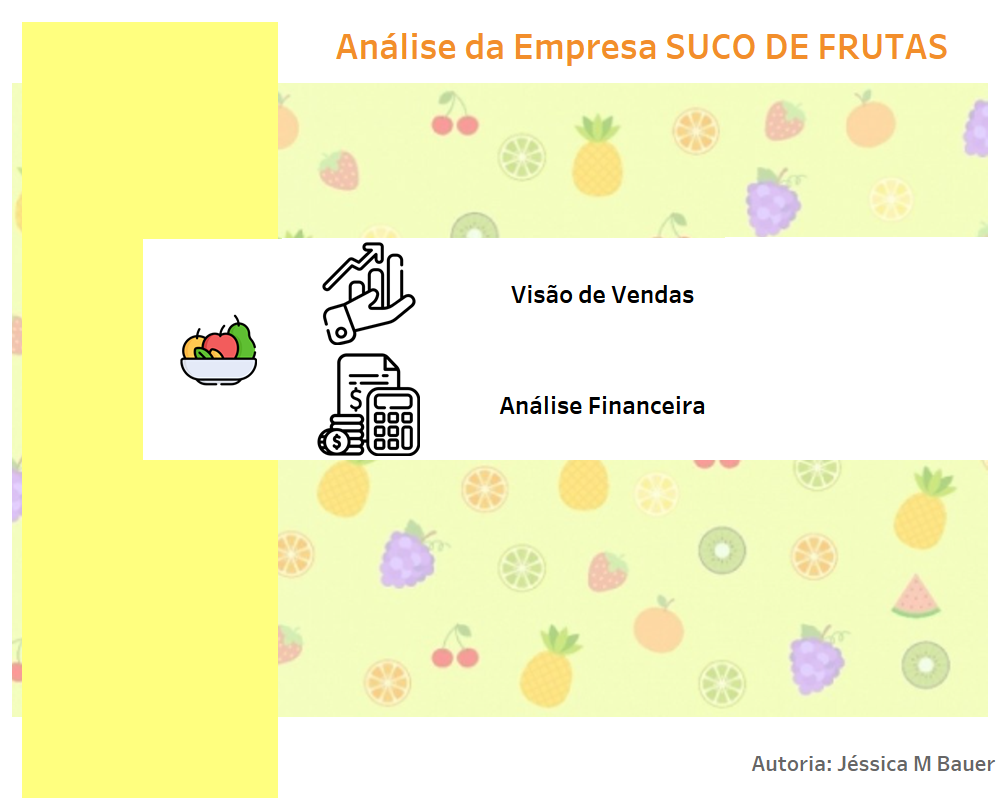 Análise da Empresa SUCO DE FRUTAS
Visão de Vendas
Análise Financeira
Autoria: Jéssica M Bauer